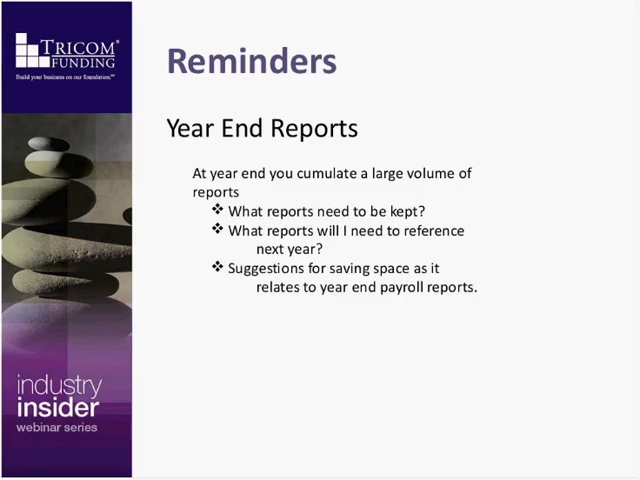 TRICOM®
FUNDING
Build your business on our foundation.℠
Reminders
Year End Reports
At year end you cumulate a large volume of
reports
❖ What reports need to be kept?
❖ What reports will I need to reference
next year?
❖ Suggestions for saving space as it
relates to year end payroll reports.
industry
insider
webinar series